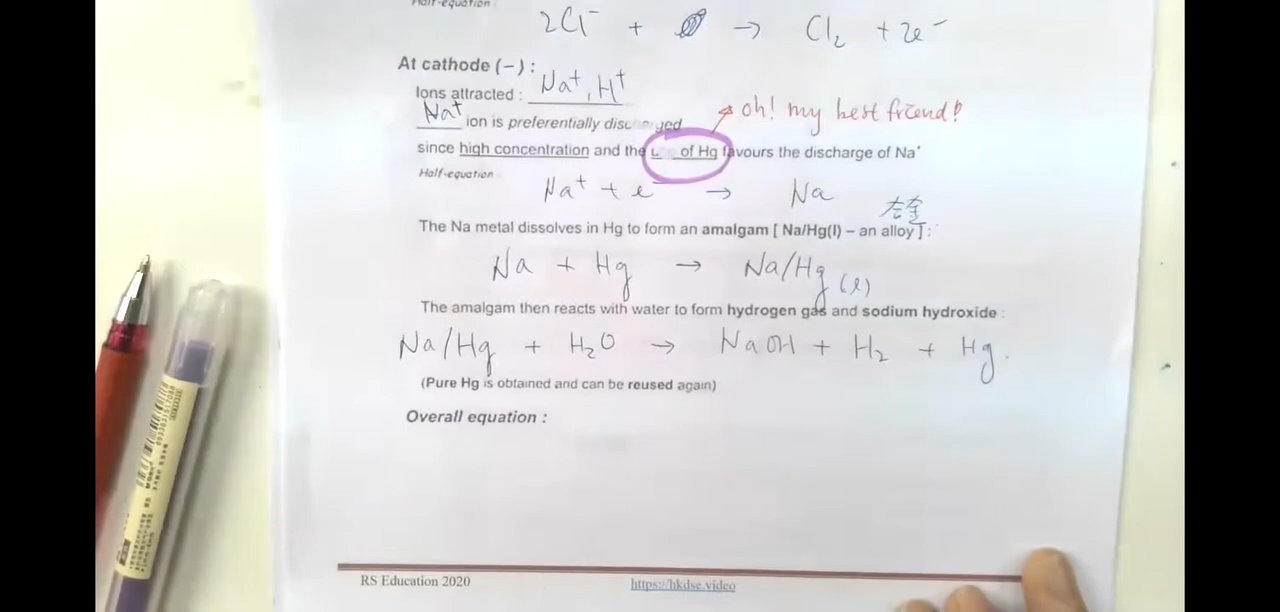 Half-equation
2Cl⁻ + → Cl₂ + 2e⁻
At cathode (−) :
Ions attracted : Na⁺, H⁺
Na⁺ ion is preferentially discharged
oh! my best friend!
since high concentration and the of Hg favours the discharge of Na⁺
Half-equation
Na⁺ + e⁻ → Na
The Na metal dissolves in Hg to form an amalgam [ Na/Hg(l) – an alloy ] :
Na + Hg → Na/Hg (l)
The amalgam then reacts with water to form hydrogen gas and sodium hydroxide :
Na/Hg + H₂O → NaOH + H₂ + Hg.
(Pure Hg is obtained and can be reused again)
Overall equation :
RS Education 2020
https://hkdse.video